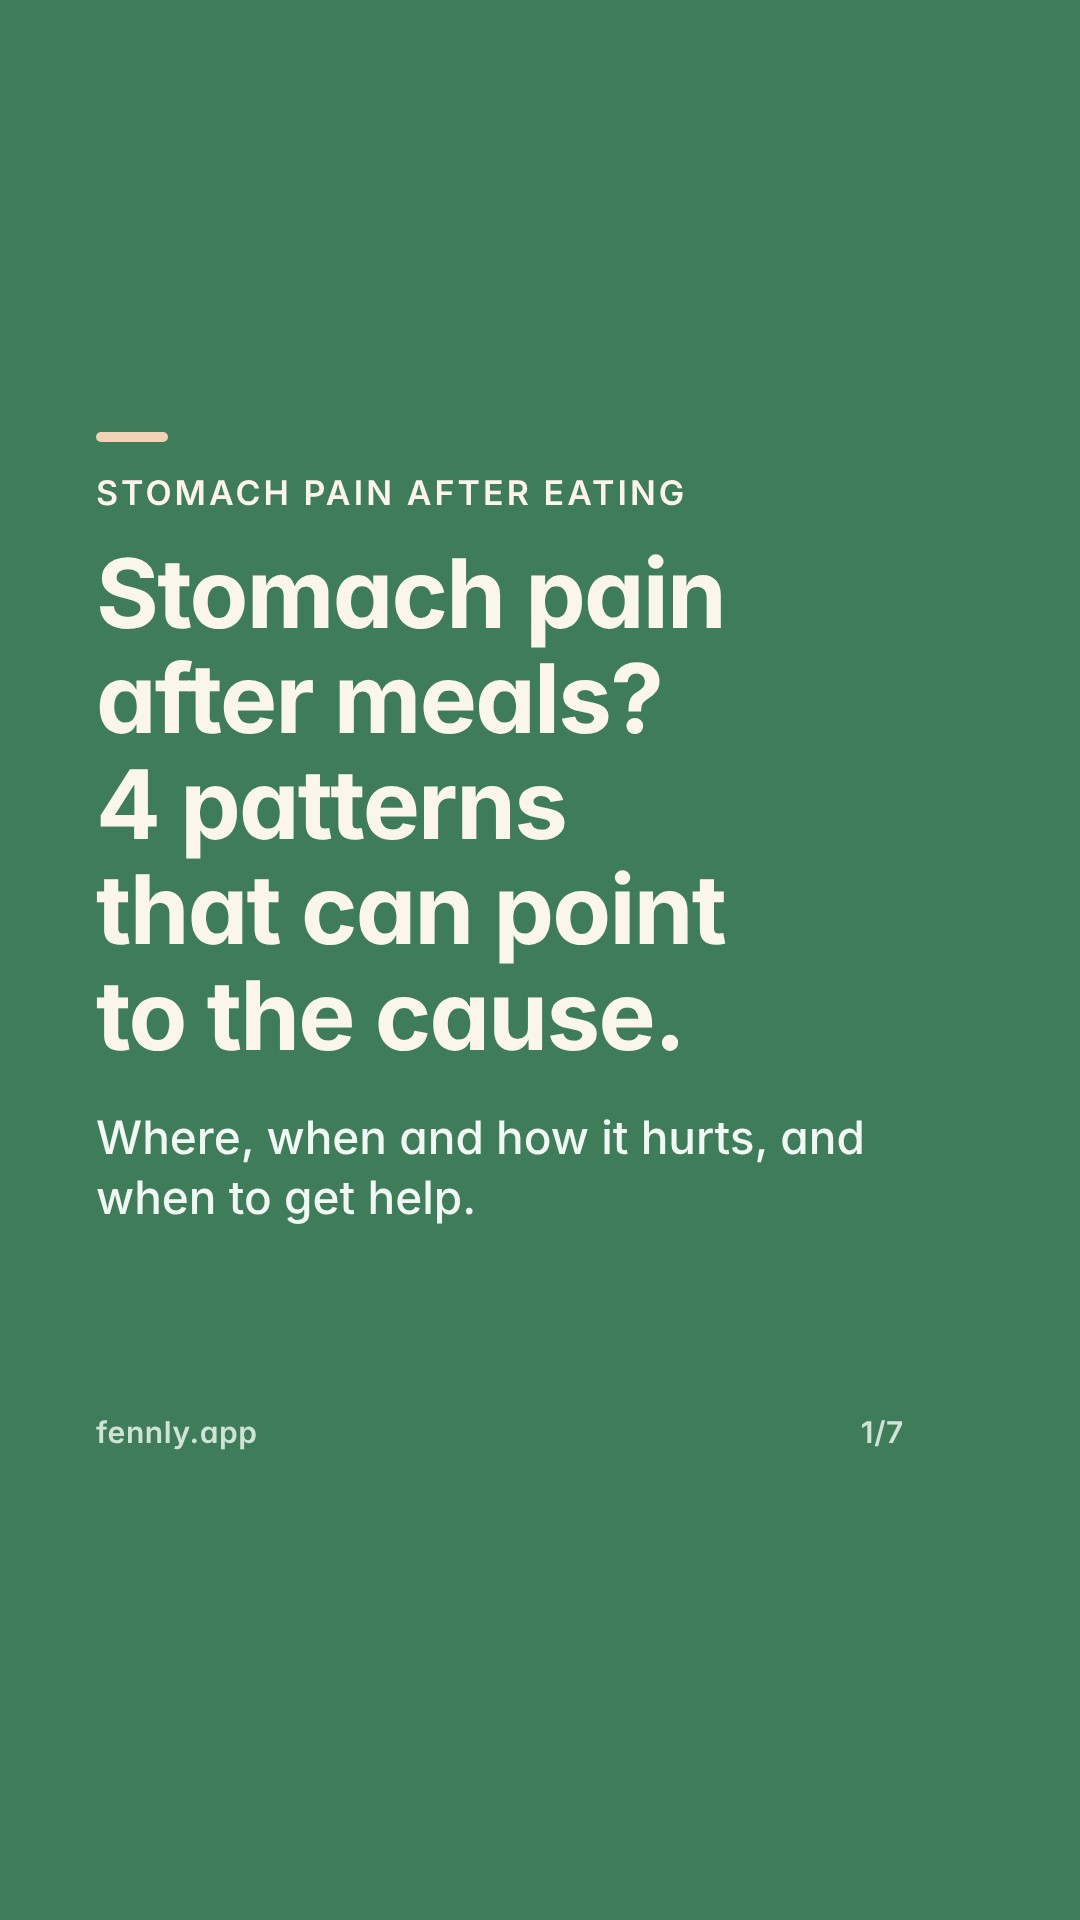 STOMACH PAIN AFTER EATING
Stomach pain
after meals?
4 patterns
that can point
to the cause.
Where, when and how it hurts, and
when to get help.
fennly.app
1/7